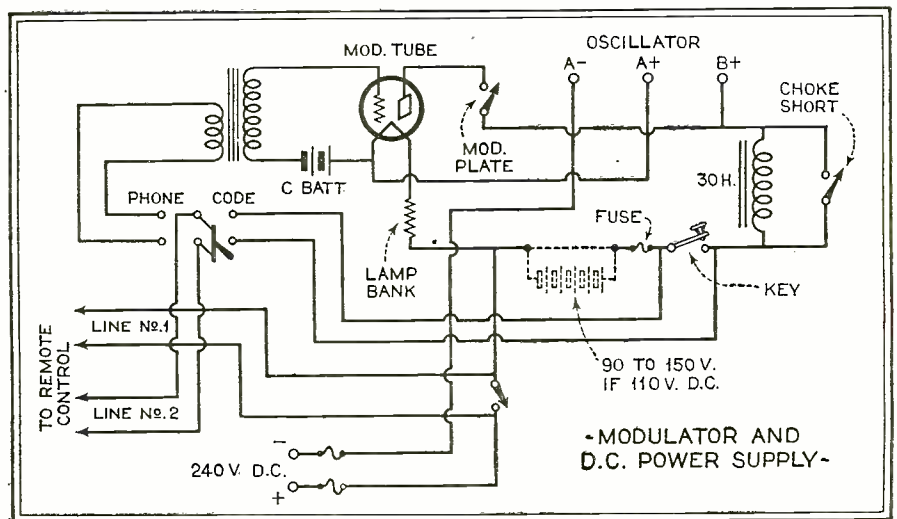 MOD. TUBE
OSCILLATOR
A-
A+
B+
CHOKE
SHORT
MOD.
PLATE
C BATT.
30 H.
PHONE
CODE
FUSE
LAMP
BANK
KEY
LINE No.1
TO REMOTE
CONTROL
LINE No.2
90 TO 150 V.
IF 110 V. D.C.
-
240 V. D.C.
+
-MODULATOR AND
D.C. POWER SUPPLY-